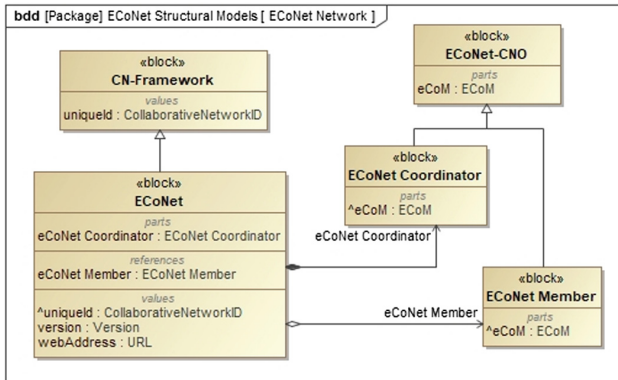 bdd [Package] ECoNet Structural Models [ ECoNet Network ]
«block»
CN-Framework
values
uniqueId : CollaborativeNetworkID
«block»
ECoNet-CNO
parts
eCoM : ECoM
«block»
ECoNet
parts
eCoNet Coordinator : ECoNet Coordinator
references
eCoNet Member : ECoNet Member
values
^uniqueId : CollaborativeNetworkID
version : Version
webAddress : URL
«block»
ECoNet Coordinator
parts
^eCoM : ECoM
eCoNet Coordinator
«block»
ECoNet Member
parts
^eCoM : ECoM
eCoNet Member